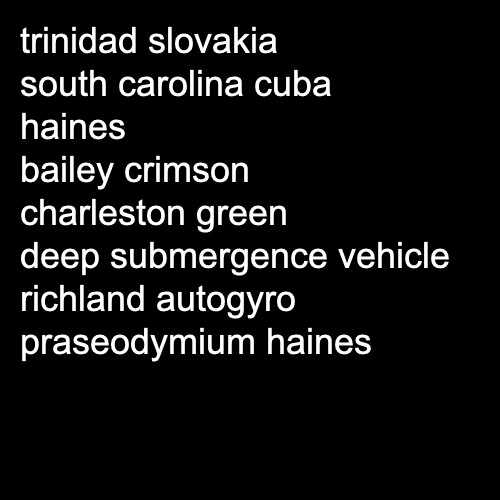 trinidad slovakia
south carolina cuba
haines
bailey crimson
charleston green
deep submergence vehicle
richland autogyro
praseodymium haines